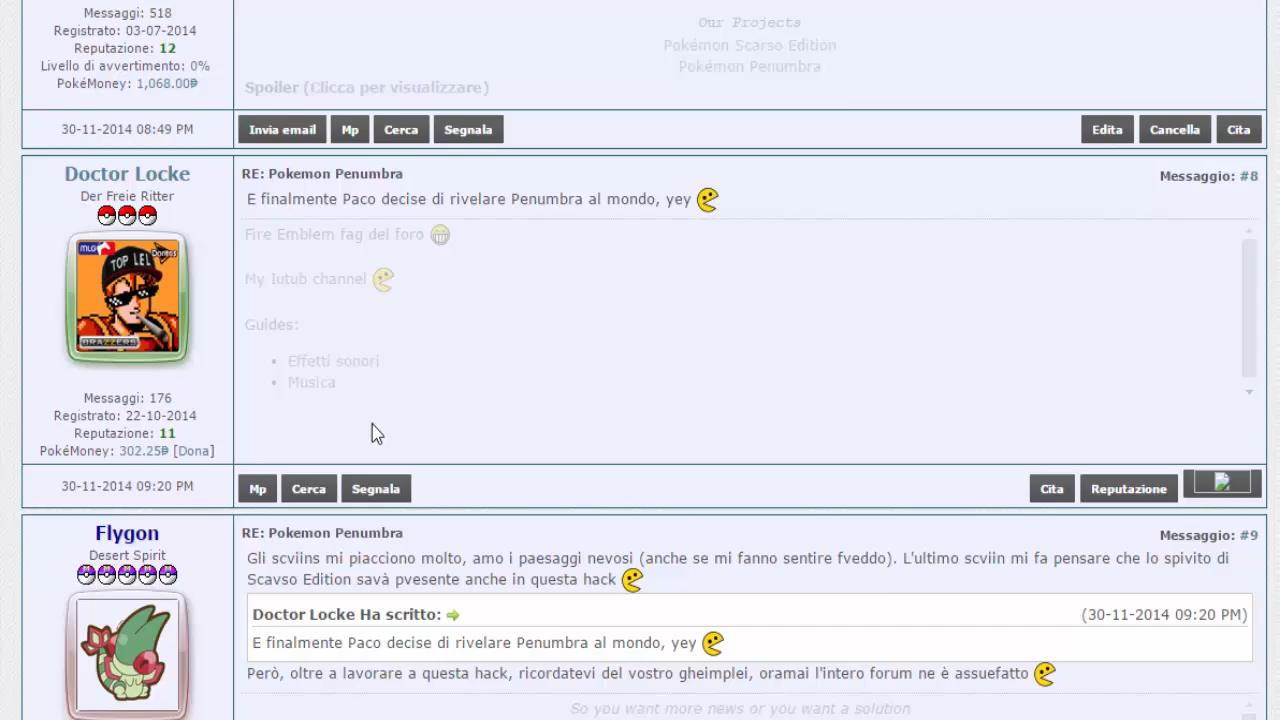 Messaggi: 518
Registrato: 03-07-2014
Reputazione: 12
Livello di avvertimento: 0%
PokéMoney: 1,068.00₱
Our Projects
Pokémon Scarso Edition
Pokémon Penumbra
Spoiler (Clicca per visualizzare)
30-11-2014 08:49 PM
Invia email Mp Cerca Segnala Edita Cancella Cita
Doctor Locke
Der Freie Ritter
MLG
Doritos
TOP LEL
BRAZZERS
Messaggi: 176
Registrato: 22-10-2014
Reputazione: 11
PokéMoney: 302.25₱ [Dona]
RE: Pokemon Penumbra Messaggio: #8
E finalmente Paco decise di rivelare Penumbra al mondo, yey
Fire Emblem fag del foro
My Iutub channel
Guides:
• Effetti sonori
• Musica
30-11-2014 09:20 PM
Mp Cerca Segnala Cita Reputazione
Flygon
Desert Spirit
RE: Pokemon Penumbra Messaggio: #9
Gli scviins mi piacciono molto, amo i paesaggi nevosi (anche se mi fanno sentire fveddo). L'ultimo scviin mi fa pensare che lo spivito di
Scavso Edition savà pvesente anche in questa hack
Doctor Locke Ha scritto: (30-11-2014 09:20 PM)
E finalmente Paco decise di rivelare Penumbra al mondo, yey
Però, oltre a lavorare a questa hack, ricordatevi del vostro gheimplei, oramai l'intero forum ne è assuefatto
So you want more news or you want a solution